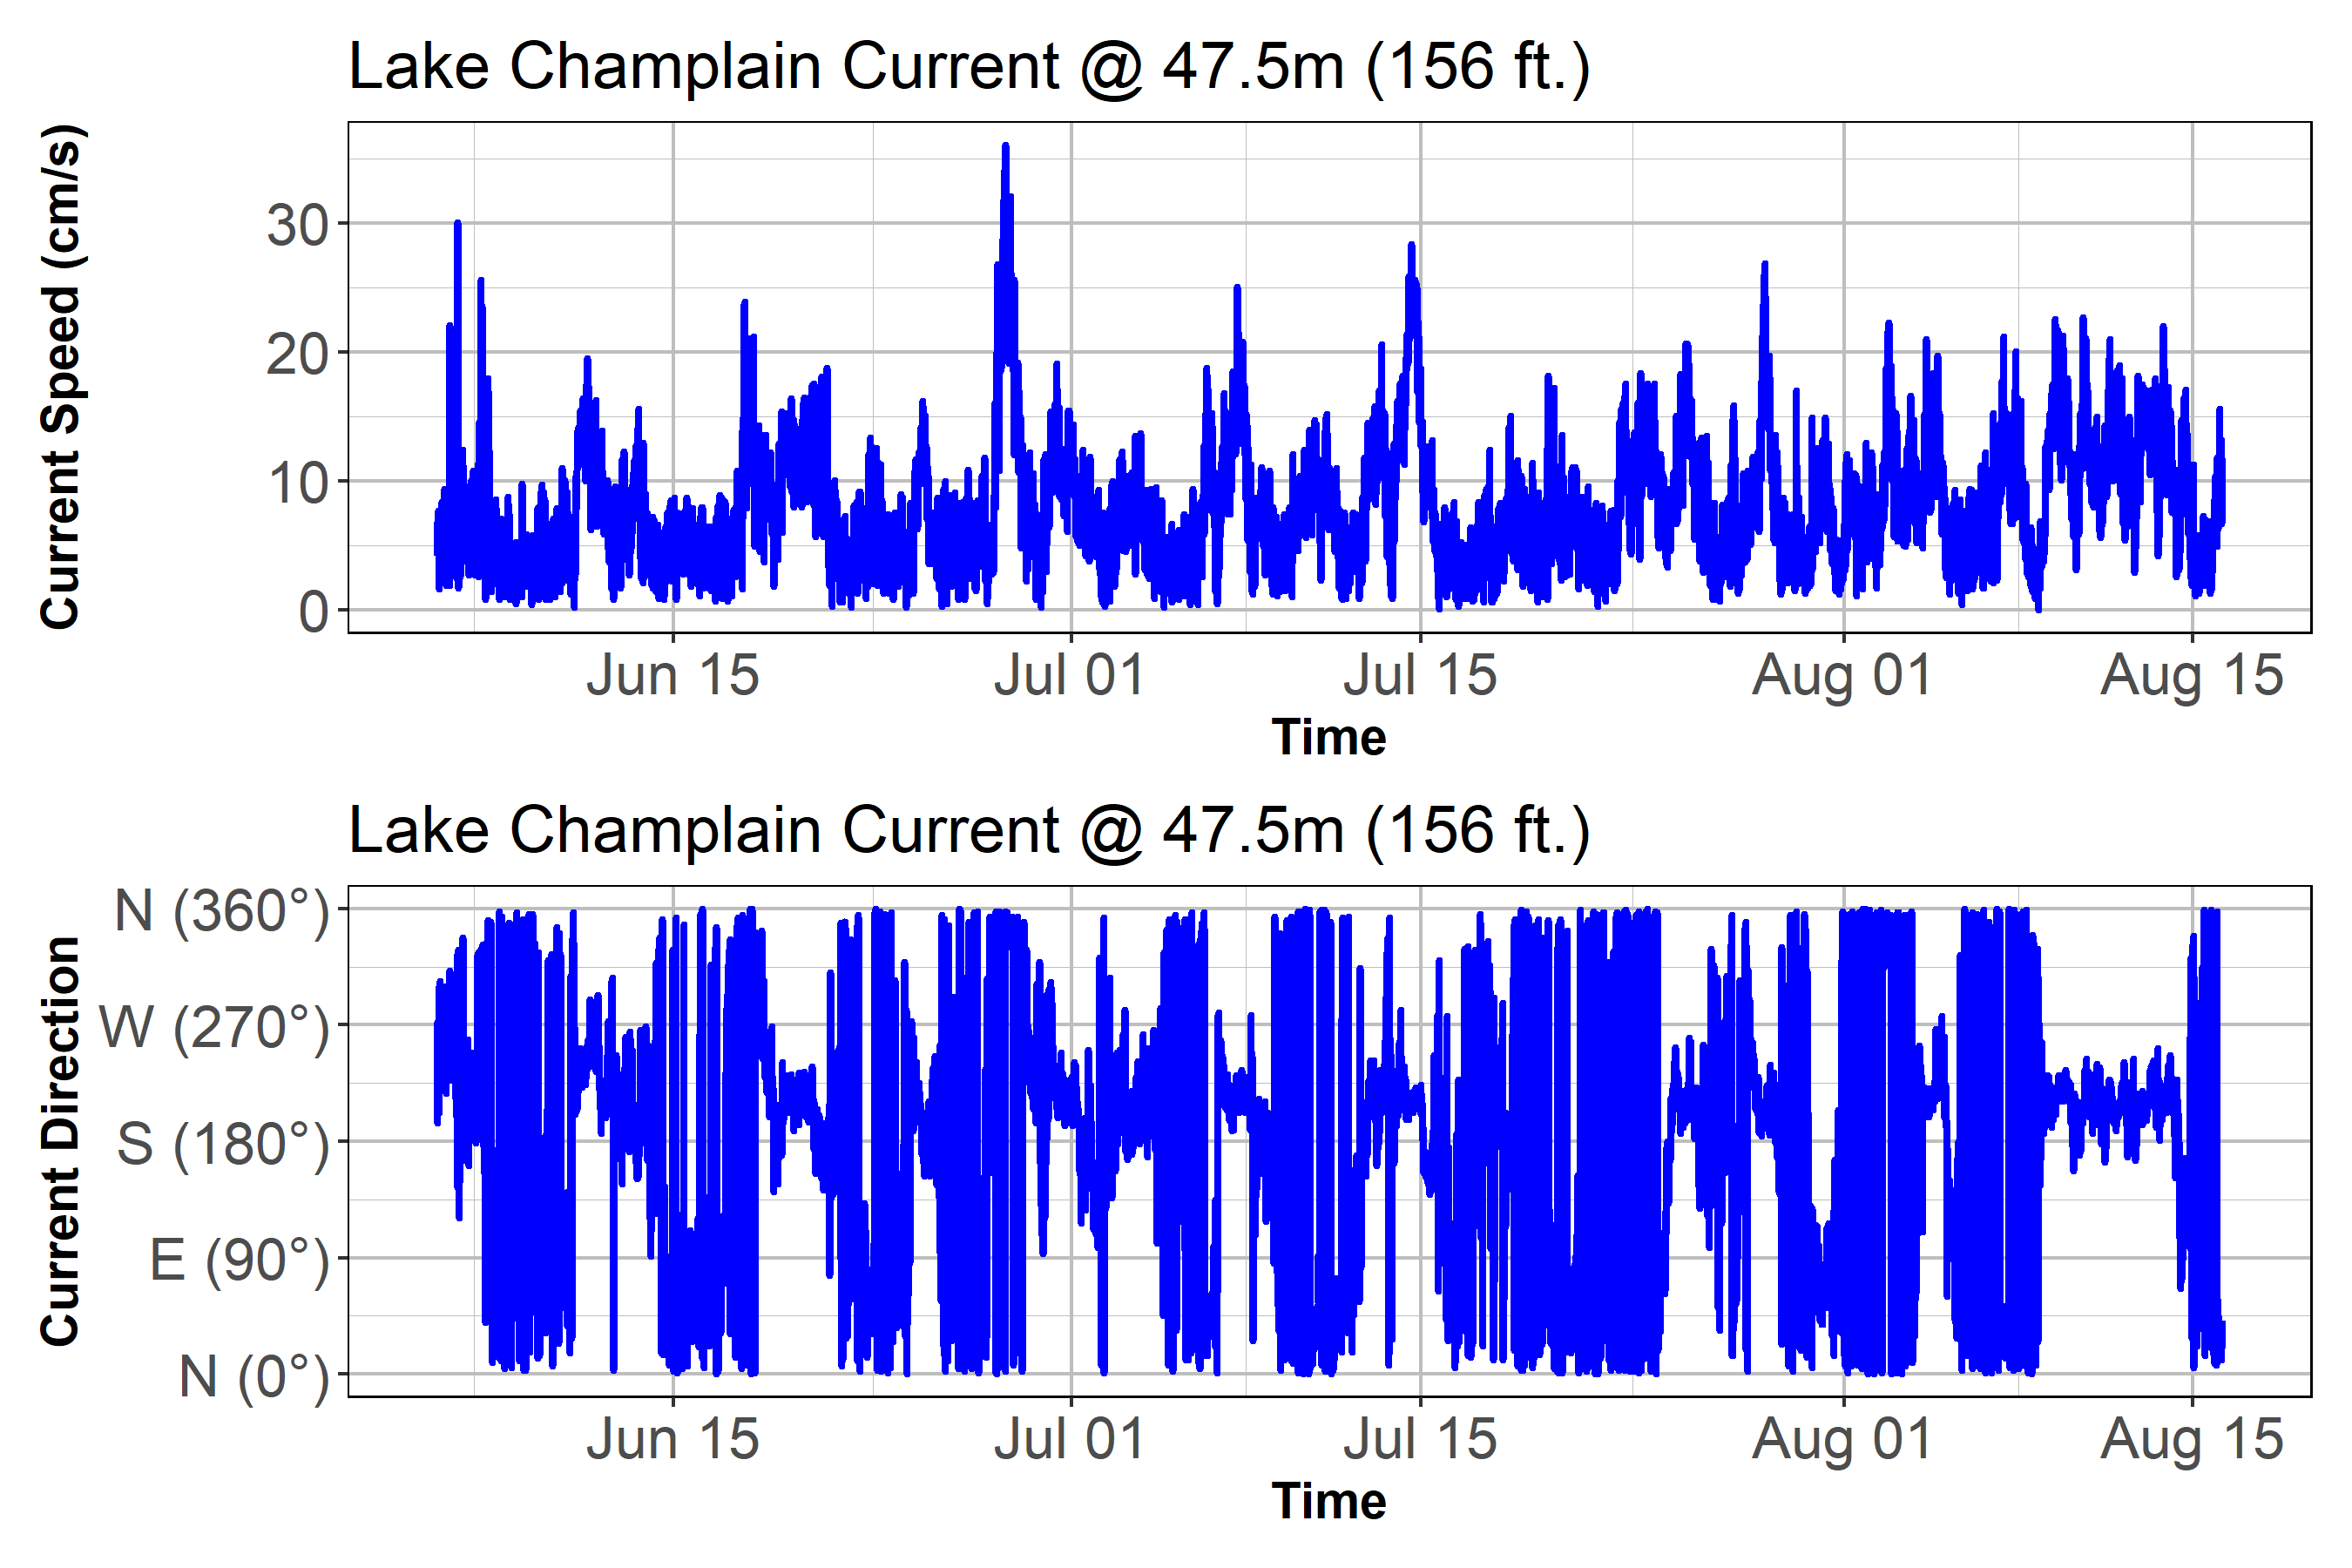 Lake Champlain Current @ 47.5m (156 ft.)
Current Speed (cm/s)
30
20
10
0
Jun 15 Jul 01 Jul 15 Aug 01 Aug 15
Time
Lake Champlain Current @ 47.5m (156 ft.)
Current Direction
N (360°)
W (270°)
S (180°)
E (90°)
N (0°)
Jun 15 Jul 01 Jul 15 Aug 01 Aug 15
Time